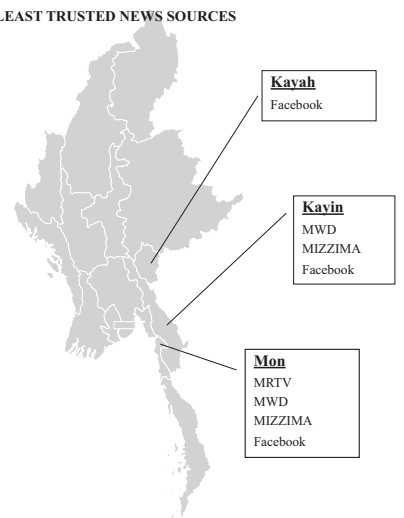 LEAST TRUSTED NEWS SOURCES
Kayah
Facebook
Kayin
MWD
MIZZIMA
Facebook
Mon
MRTV
MWD
MIZZIMA
Facebook